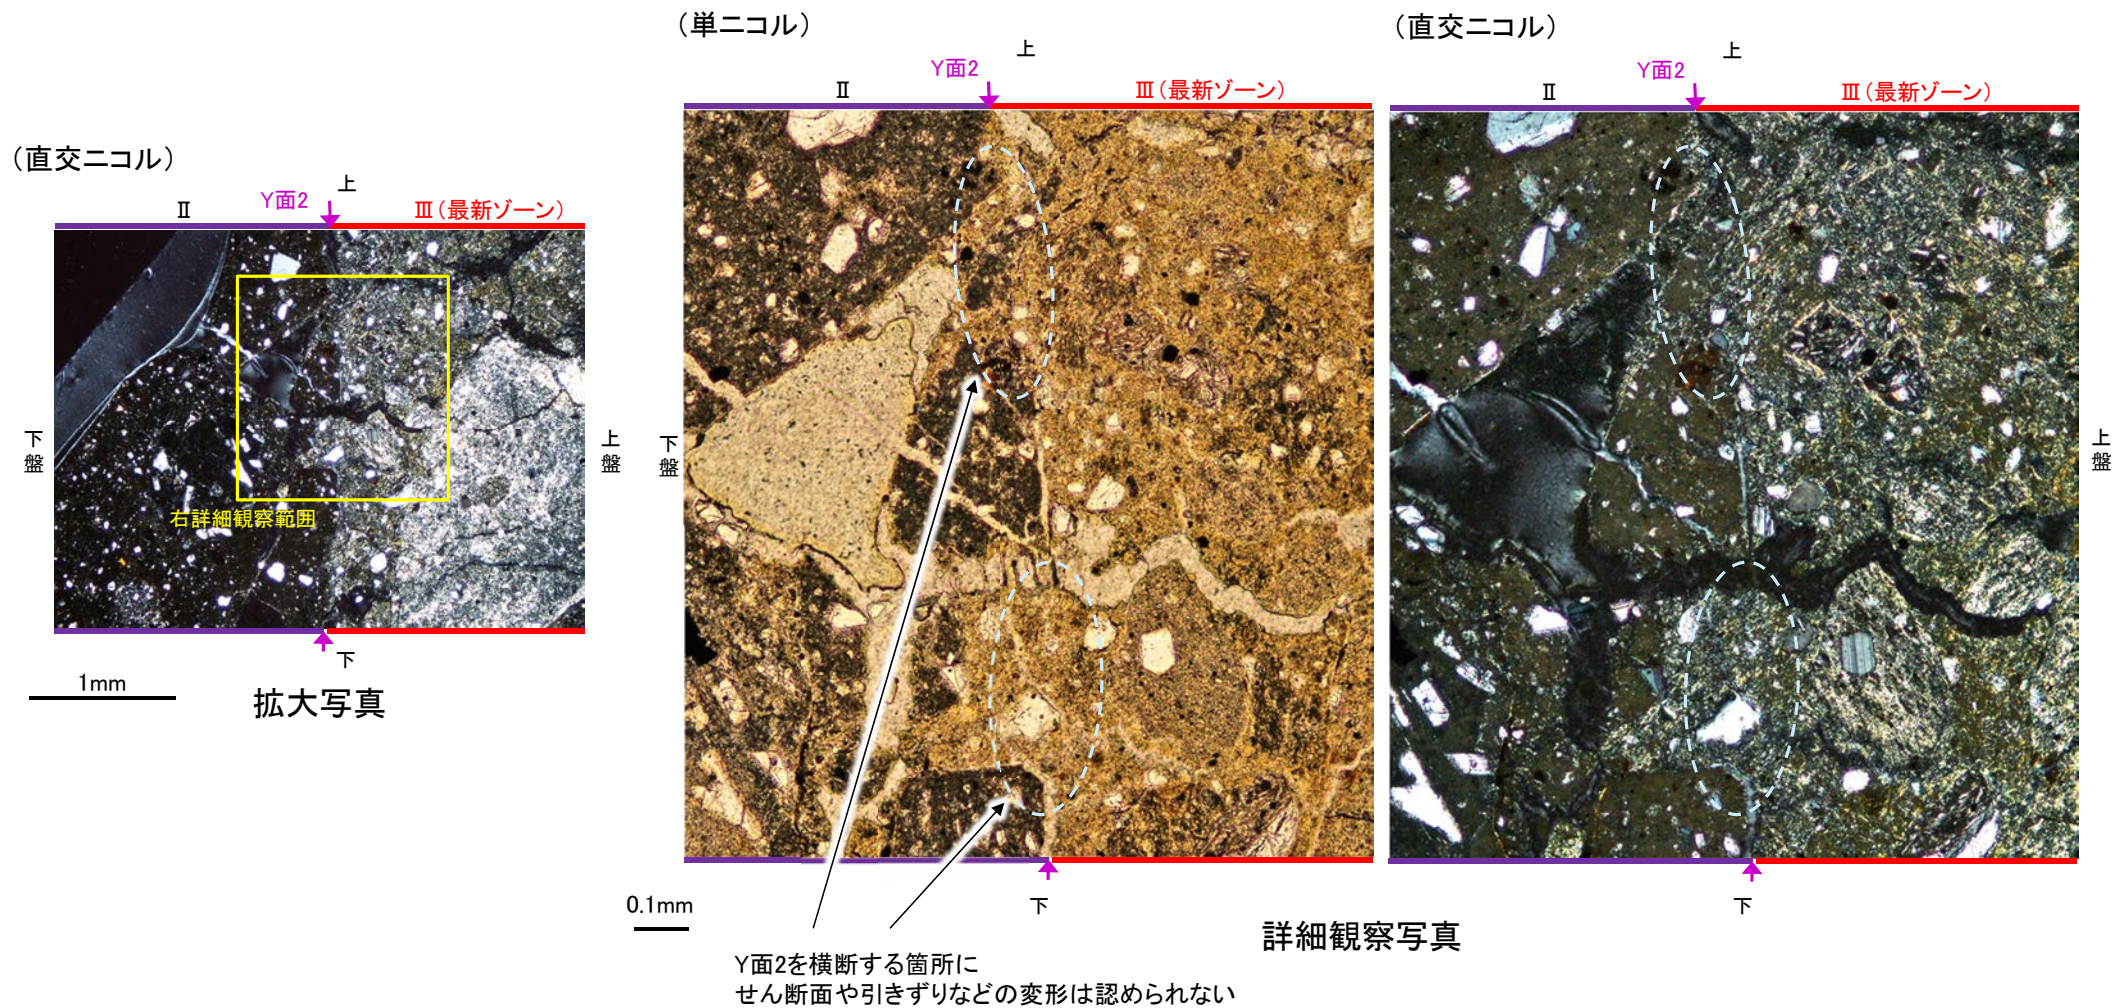 （直交ニコル）
上
Y面2
Ⅱ
Ⅲ（最新ゾーン）
下盤
上盤
右詳細観察範囲
下
1mm
拡大写真
（単ニコル）
上
Y面2
Ⅱ
Ⅲ（最新ゾーン）
下盤
下
0.1mm
（直交ニコル）
上
Y面2
Ⅱ
Ⅲ（最新ゾーン）
上盤
下
詳細観察写真
Y面2を横断する箇所に
せん断面や引きずりなどの変形は認められない